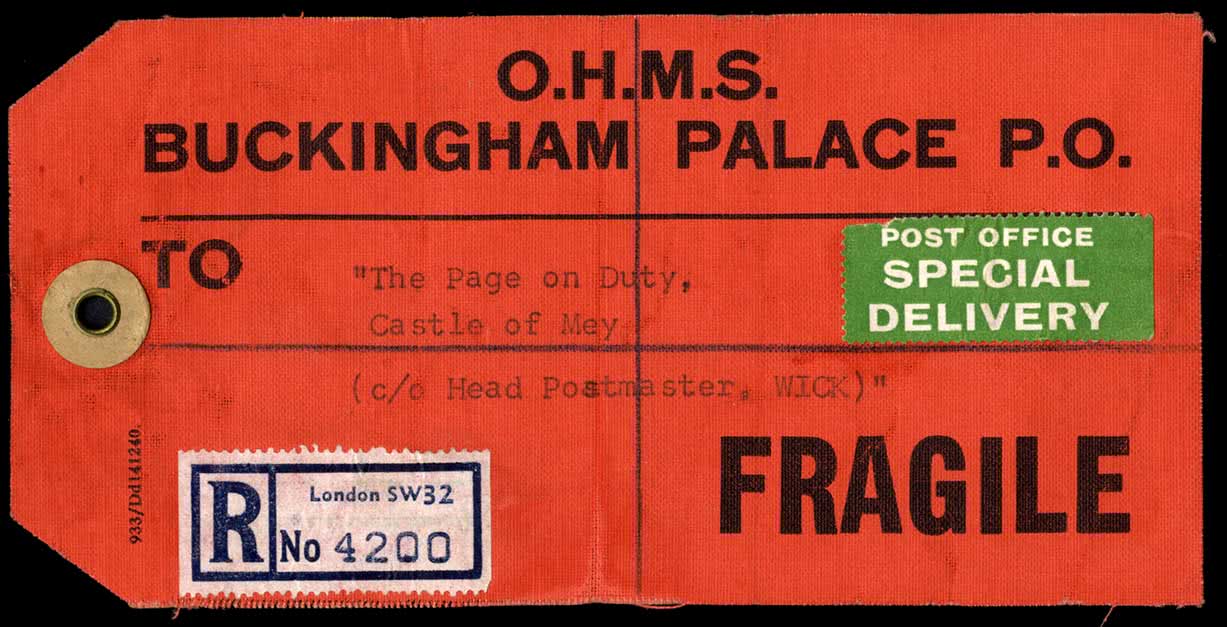 O.H.M.S.
BUCKINGHAM PALACE P.O.
TO
"The Page on Duty,
Castle of Mey,
(c/o Head Postmaster, WICK)"
POST OFFICE
SPECIAL
DELIVERY
FRAGILE
933/Dd141240.
R
London SW32
No 4200